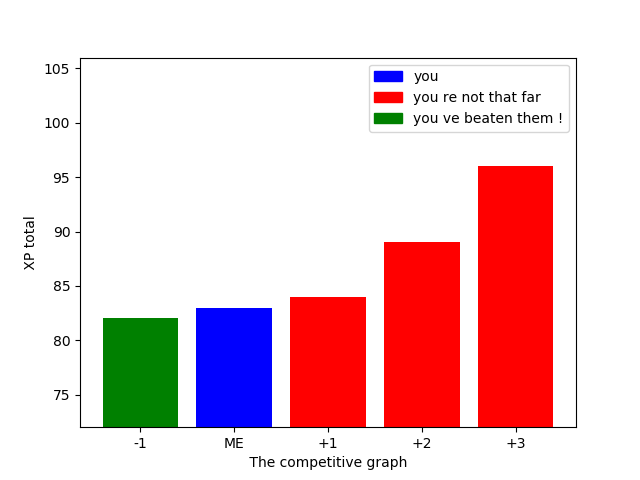 105
100
95
90
85
80
75
XP total
you
you re not that far
you ve beaten them !
-1 ME +1 +2 +3
The competitive graph